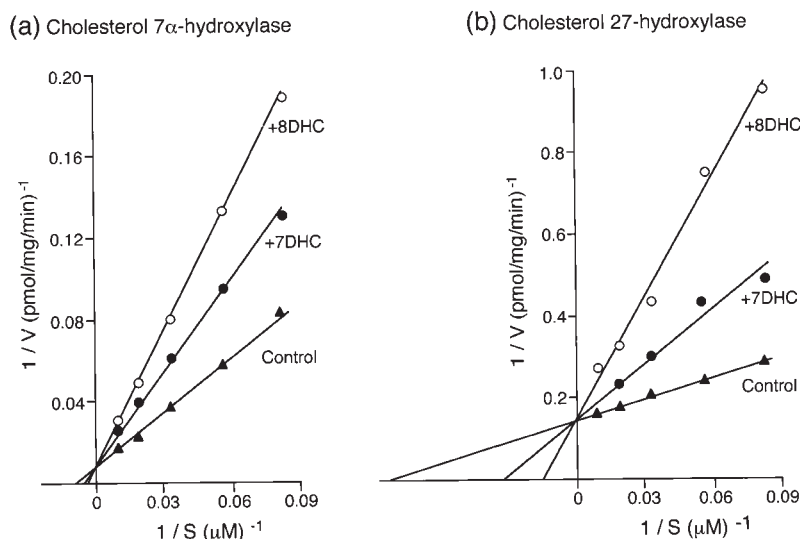 (a) Cholesterol 7α-hydroxylase
0.20
0.16
0.12
0.08
0.04
1 / V (pmol/mg/min)⁻¹
+8DHC
+7DHC
Control
0 0.03 0.06 0.09
1 / S (μM)⁻¹
(b) Cholesterol 27-hydroxylase
1.0
0.8
0.6
0.4
0.2
1 / V (pmol/mg/min)⁻¹
+8DHC
+7DHC
Control
0 0.03 0.06 0.09
1 / S (μM)⁻¹